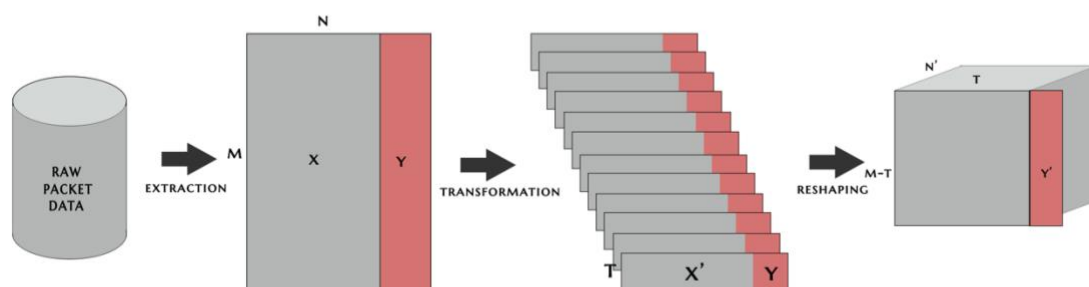 RAW
PACKET
DATA
EXTRACTION
N
M
X
Y
TRANSFORMATION
T
X'
Y
RESHAPING
N'
T
M-T
Y'